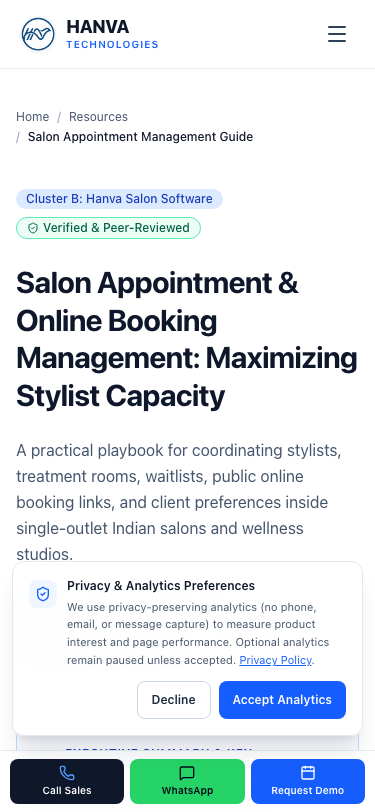 HANVA
TECHNOLOGIES
Home / Resources
/ Salon Appointment Management Guide
Cluster B: Hanva Salon Software
Verified & Peer-Reviewed
Salon Appointment &
Online Booking
Management: Maximizing
Stylist Capacity
A practical playbook for coordinating stylists,
treatment rooms, waitlists, public online
booking links, and client preferences inside
single-outlet Indian salons and wellness
studios.
Privacy & Analytics Preferences
We use privacy-preserving analytics (no phone,
email, or message capture) to measure product
interest and page performance. Optional analytics
remain paused unless accepted. Privacy Policy.
Decline
Accept Analytics
Call Sales
WhatsApp
Request Demo